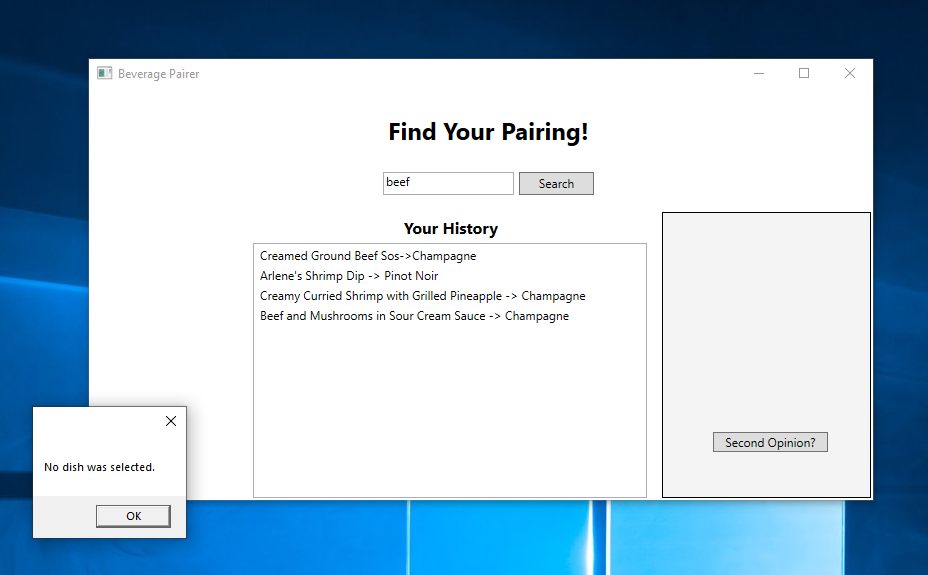 Beverage Pairer
Find Your Pairing!
beef
Search
Your History
Creamed Ground Beef Sos->Champagne
Arlene's Shrimp Dip -> Pinot Noir
Creamy Curried Shrimp with Grilled Pineapple -> Champagne
Beef and Mushrooms in Sour Cream Sauce -> Champagne
Second Opinion?
No dish was selected.
OK